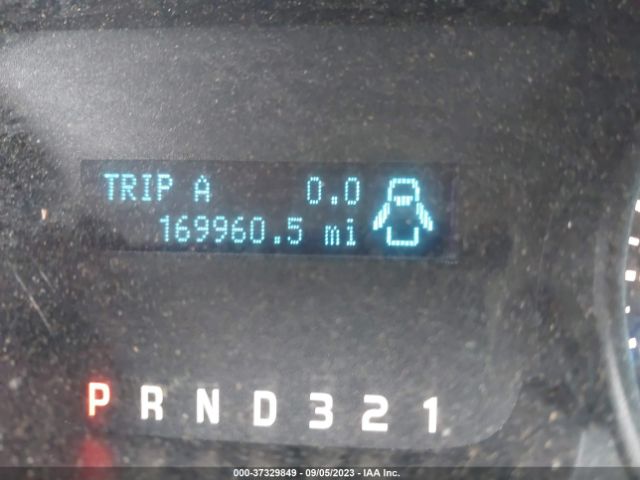 TRIP A 0.0
169960.5 mi
P R N D 3 2 1
000-37329849 - 09/05/2023 - IAA Inc.